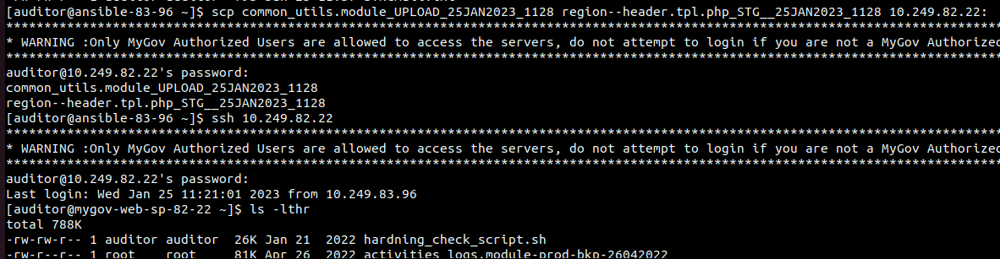 [auditor@ansible-83-96 ~]$ scp common_utils.module_UPLOAD_25JAN2023_1128 region--header.tpl.php_STG__25JAN2023_1128 10.249.82.22:
************************************************************************************************************************************
* WARNING :Only MyGov Authorized Users are allowed to access the servers, do not attempt to login if you are not a MyGov Authorized
************************************************************************************************************************************
auditor@10.249.82.22's password:
common_utils.module_UPLOAD_25JAN2023_1128
region--header.tpl.php_STG__25JAN2023_1128
[auditor@ansible-83-96 ~]$ ssh 10.249.82.22
************************************************************************************************************************************
* WARNING :Only MyGov Authorized Users are allowed to access the servers, do not attempt to login if you are not a MyGov Authorized
************************************************************************************************************************************
auditor@10.249.82.22's password:
Last login: Wed Jan 25 11:21:01 2023 from 10.249.83.96
[auditor@mygov-web-sp-82-22 ~]$ ls -lthr
total 788K
-rw-rw-r-- 1 auditor auditor  26K Jan 21  2022 hardning_check_script.sh
-rw-r--r-- 1 root    root     81K Apr 26  2022 activities_logs.module-prod-bkp-26042022